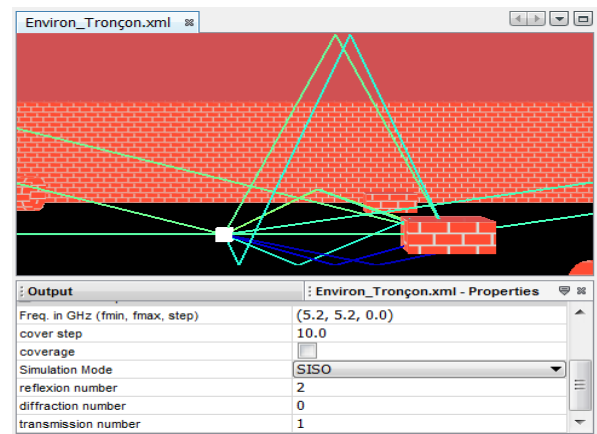 Environ_Tronçon.xml
Output
Environ_Tronçon.xml - Properties
Freq. in GHz (fmin, fmax, step) (5.2, 5.2, 0.0)
cover step 10.0
coverage
Simulation Mode SISO
reflexion number 2
diffraction number 0
transmission number 1